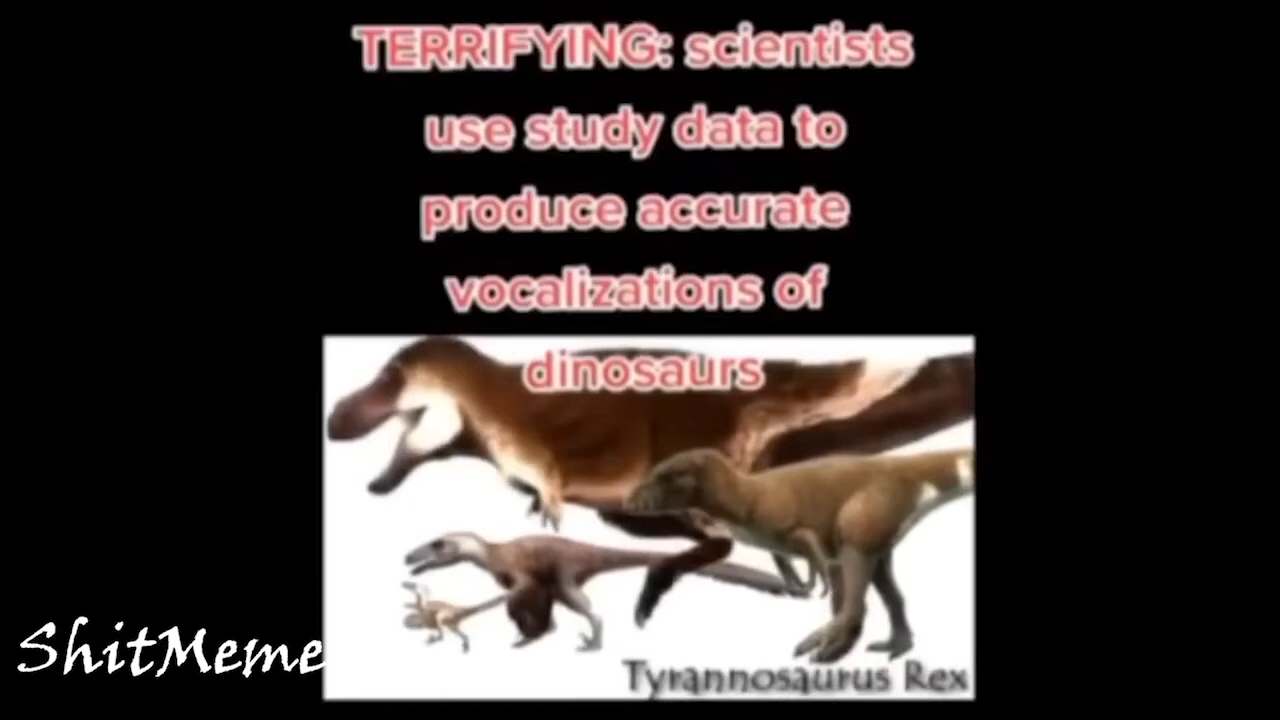 TERRIFYING: scientists
use study data to
produce accurate
vocalizations of
dinosaurs
ShitMeme
Tyrannosaurus Rex